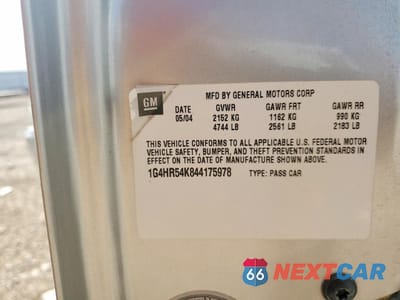 GM
MFD BY GENERAL MOTORS CORP
DATE GVWR GAWR FRT GAWR RR
05/04 2152 KG 1162 KG 990 KG
4744 LB 2561 LB 2183 LB
THIS VEHICLE CONFORMS TO ALL APPLICABLE U.S. FEDERAL MOTOR
VEHICLE SAFETY, BUMPER, AND THEFT PREVENTION STANDARDS IN
EFFECT ON THE DATE OF MANUFACTURE SHOWN ABOVE.
1G4HR54K844175978 TYPE: PASS CAR
66 NEXTCAR